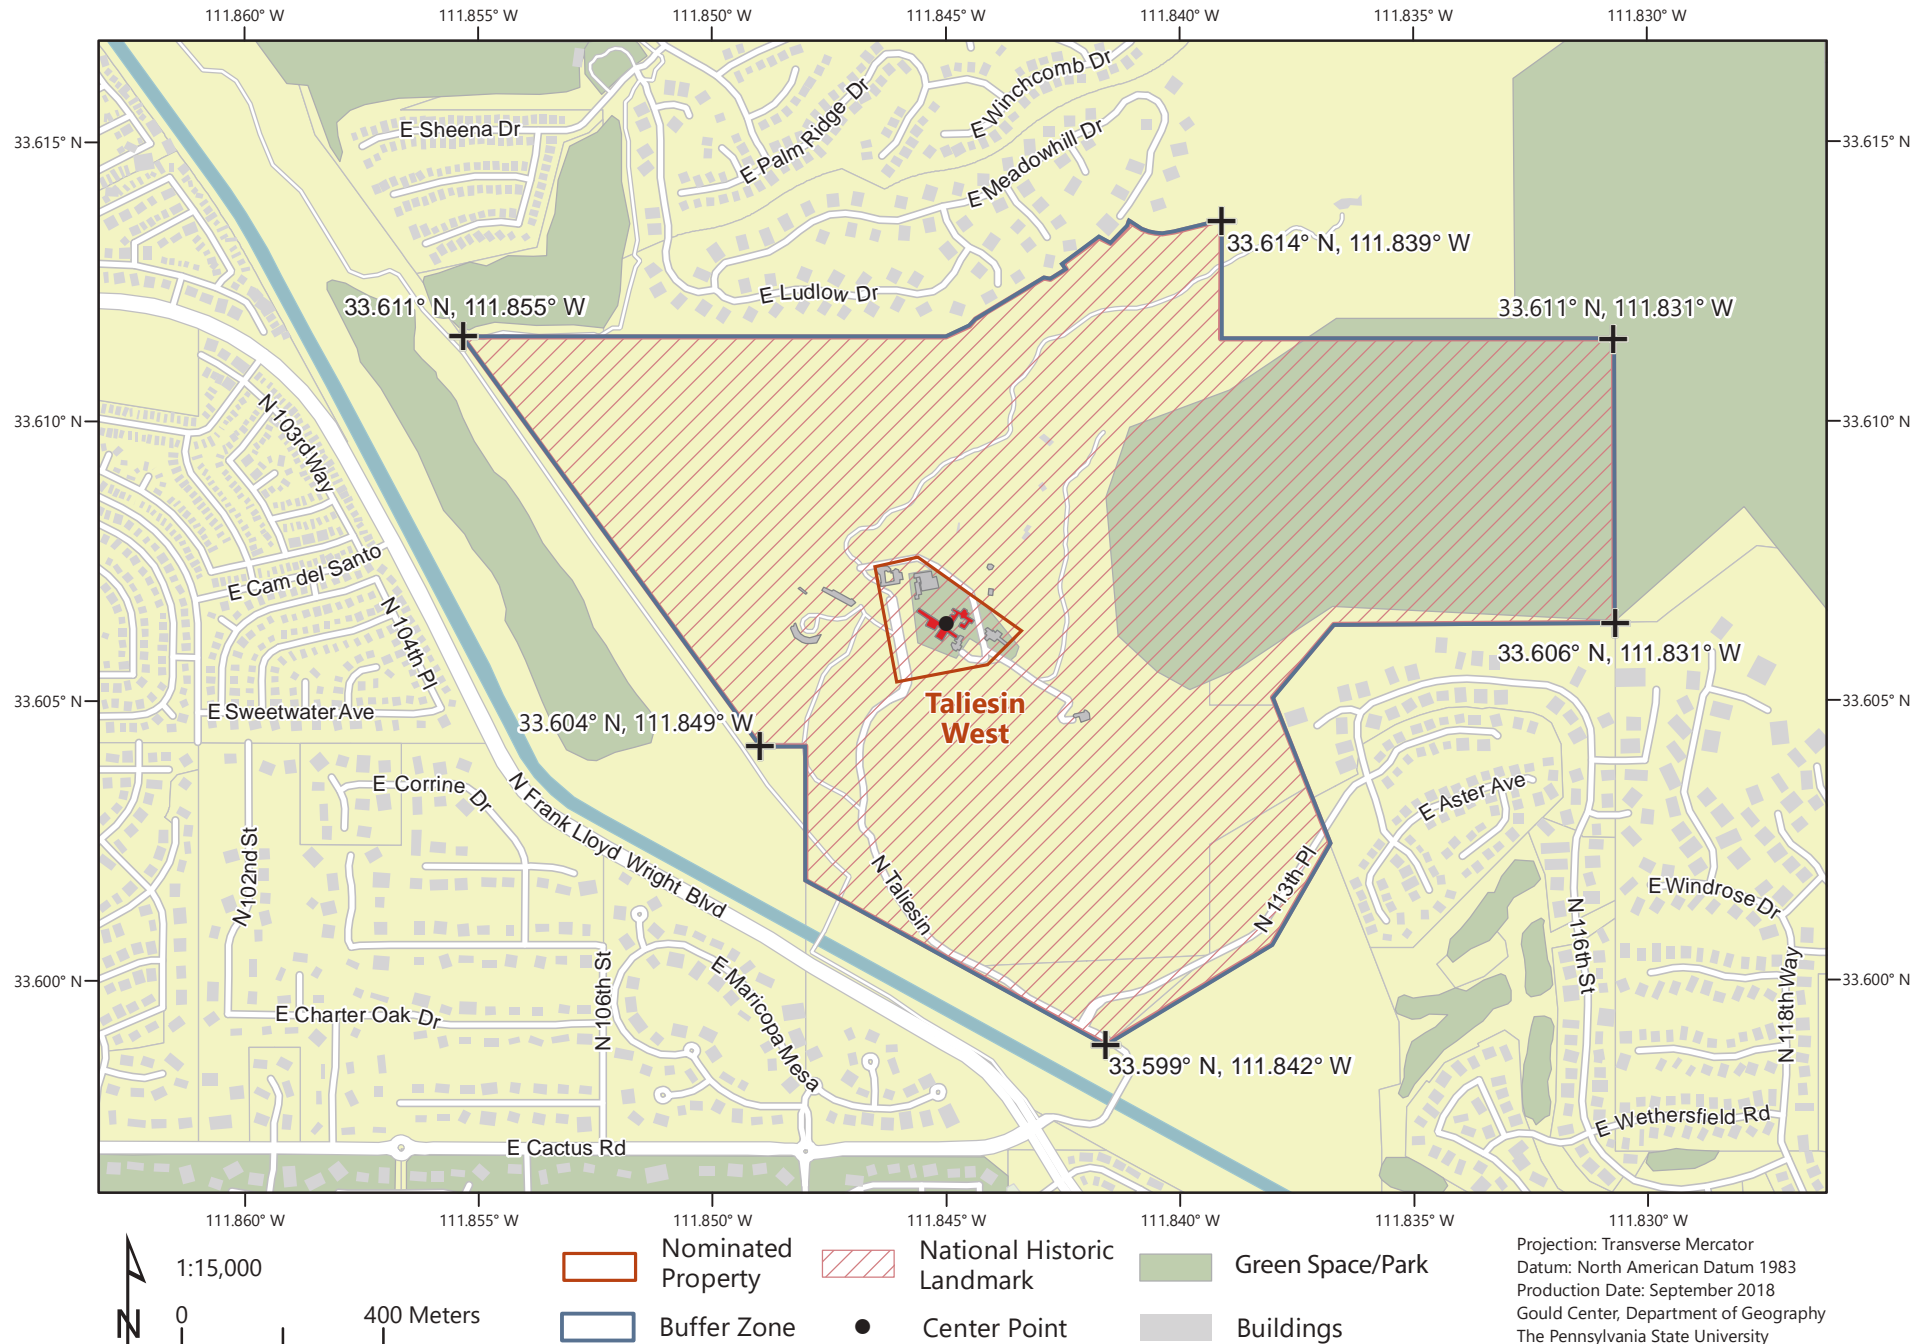 111.860° W
111.855° W
111.850° W
111.845° W
111.840° W
111.835° W
111.830° W
33.615° N
33.615° N
33.610° N
33.610° N
33.605° N
33.605° N
33.600° N
33.600° N
E Sheena Dr
E Palm Ridge Dr
E Winchcomb Dr
E Meadowhill Dr
E Ludlow Dr
33.614° N, 111.839° W
33.611° N, 111.855° W
33.611° N, 111.831° W
N 103rd Way
E Cam del Santo
N 104th Pl
E Sweetwater Ave
33.606° N, 111.831° W
33.604° N, 111.849° W
Taliesin
West
E Corrine Dr
N Frank Lloyd Wright Blvd
N 102nd St
E Aster Ave
N Taliesin
N 113th Pl
E Windrose Dr
N 116th St
N 118th Way
N 106th St
E Maricopa Mesa
E Charter Oak Dr
33.599° N, 111.842° W
E Wethersfield Rd
E Cactus Rd
111.860° W
111.855° W
111.850° W
111.845° W
111.840° W
111.835° W
111.830° W
N
1:15,000
0
400 Meters
Nominated
Property
Buffer Zone
National Historic
Landmark
Center Point
Green Space/Park
Buildings
Projection: Transverse Mercator
Datum: North American Datum 1983
Production Date: September 2018
Gould Center, Department of Geography
The Pennsylvania State University